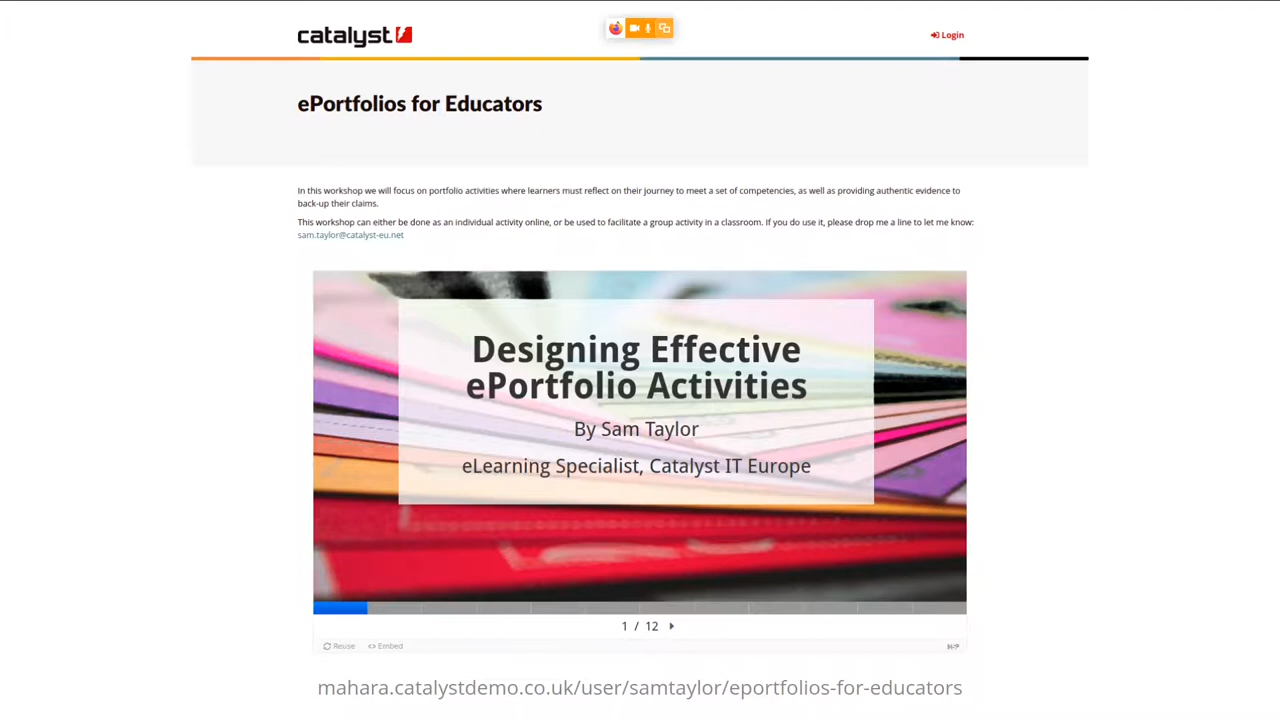 catalyst
Login
ePortfolios for Educators
In this workshop we will focus on portfolio activities where learners must reflect on their journey to meet a set of competencies, as well as providing authentic evidence to
back-up their claims.
This workshop can either be done as an individual activity online, or be used to facilitate a group activity in a classroom. If you do use it, please drop me a line to let me know:
sam.taylor@catalyst-eu.net
Designing Effective
ePortfolio Activities
By Sam Taylor
eLearning Specialist, Catalyst IT Europe
1 / 12
Reuse
Embed
H5P
mahara.catalystdemo.co.uk/user/samtaylor/eportfolios-for-educators